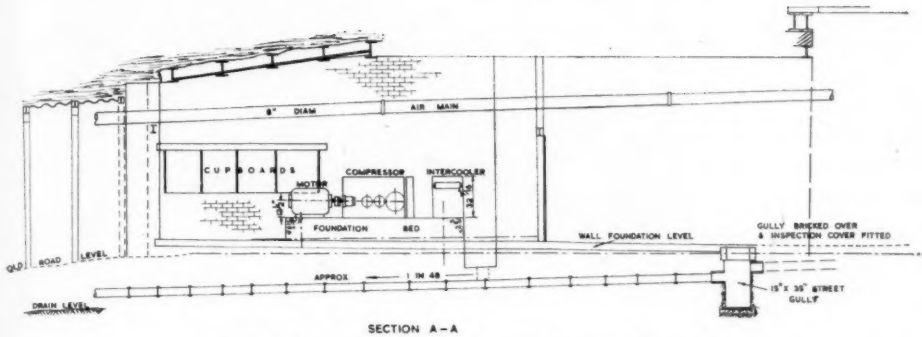 8" DIAM AIR MAIN
CUPBOARDS
MOTOR
COMPRESSOR
INTERCOOLER
FOUNDATION BED
WALL FOUNDATION LEVEL
GULLY BRICKED OVER
& INSPECTION COVER FITTED
OLD ROAD LEVEL
APPROX 1 IN 48
DRAIN LEVEL
15" X 35" STREET
GULLY
SECTION A-A